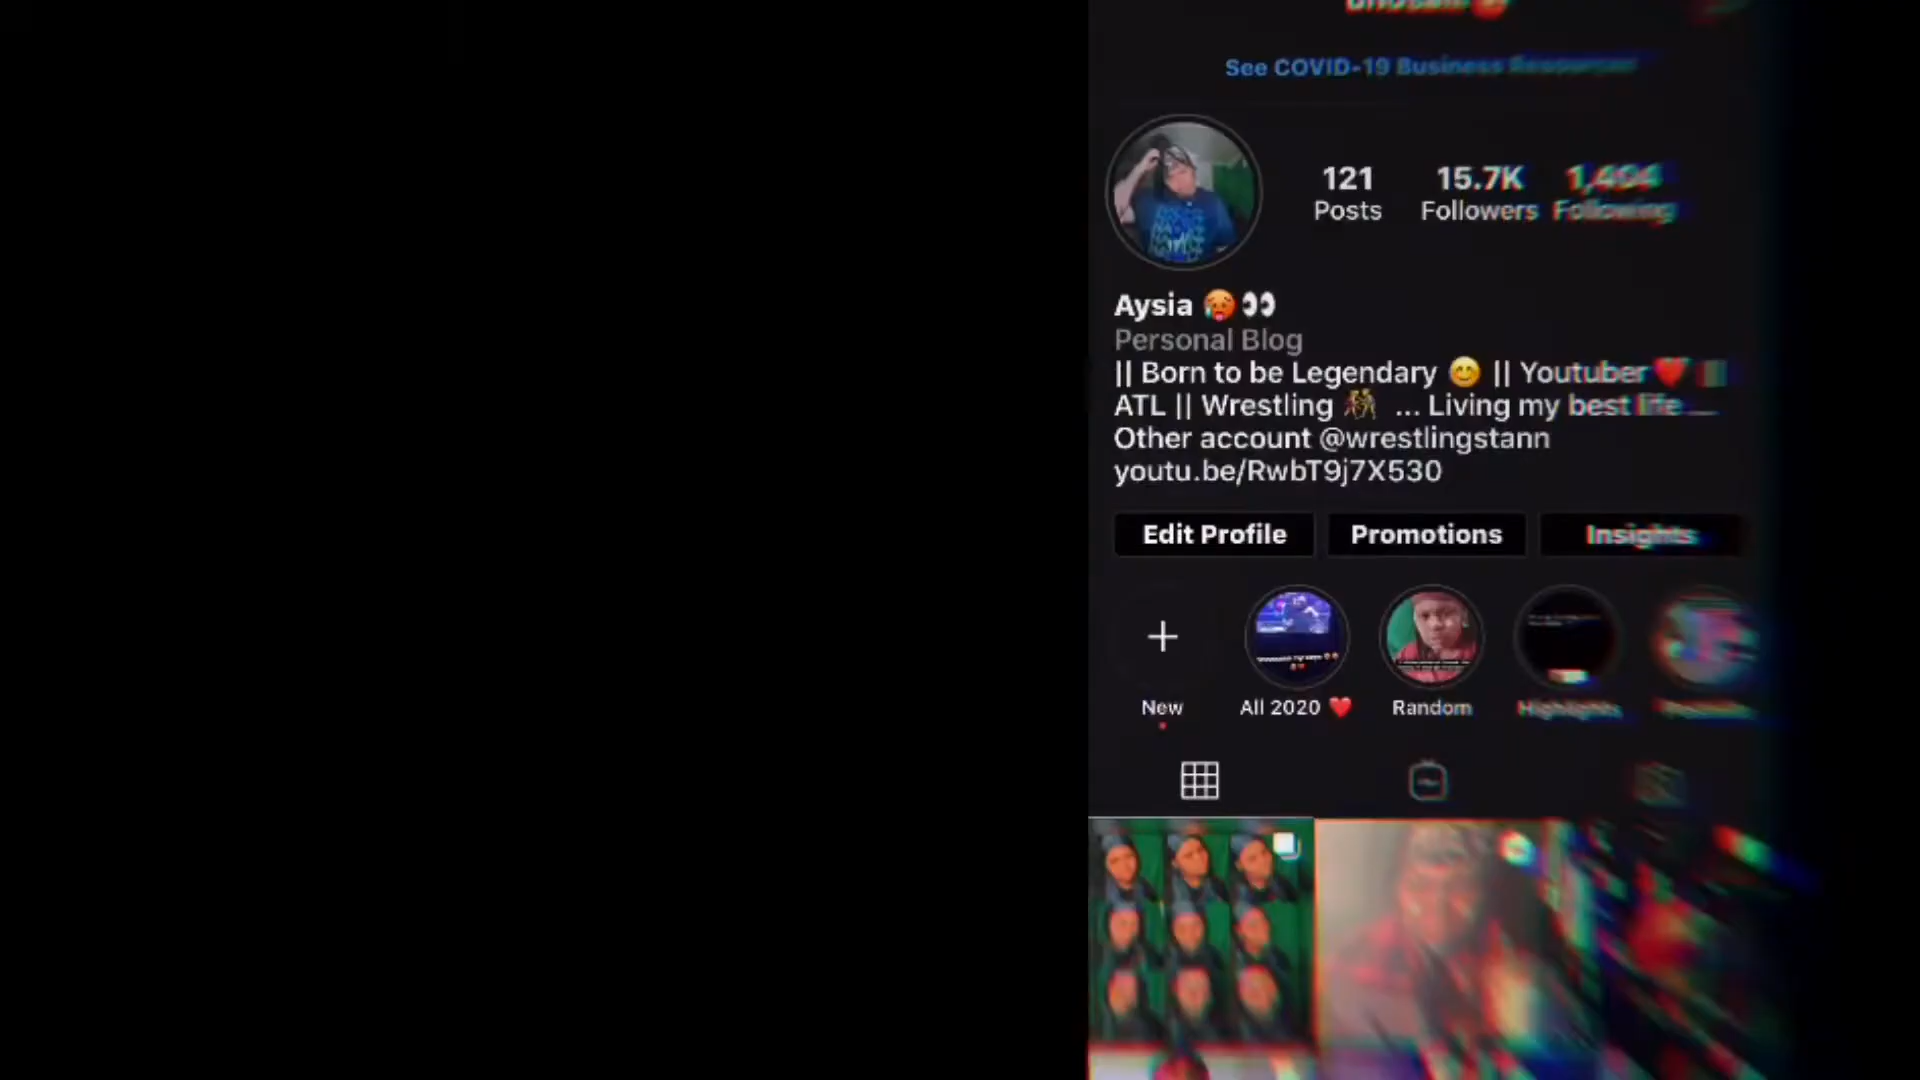 See COVID-19 Business Resources
121
Posts
15.7K
Followers
Following
Aysia 🥵👀
Personal Blog
|| Born to be Legendary 😊 || Youtuber ❤️
ATL || Wrestling 🤼 ... Living my best life ...
Other account @wrestlingstann
youtu.be/RwbT9j7X530
Edit Profile
Promotions
Insights
New
All 2020 ❤️
Random
Highlights